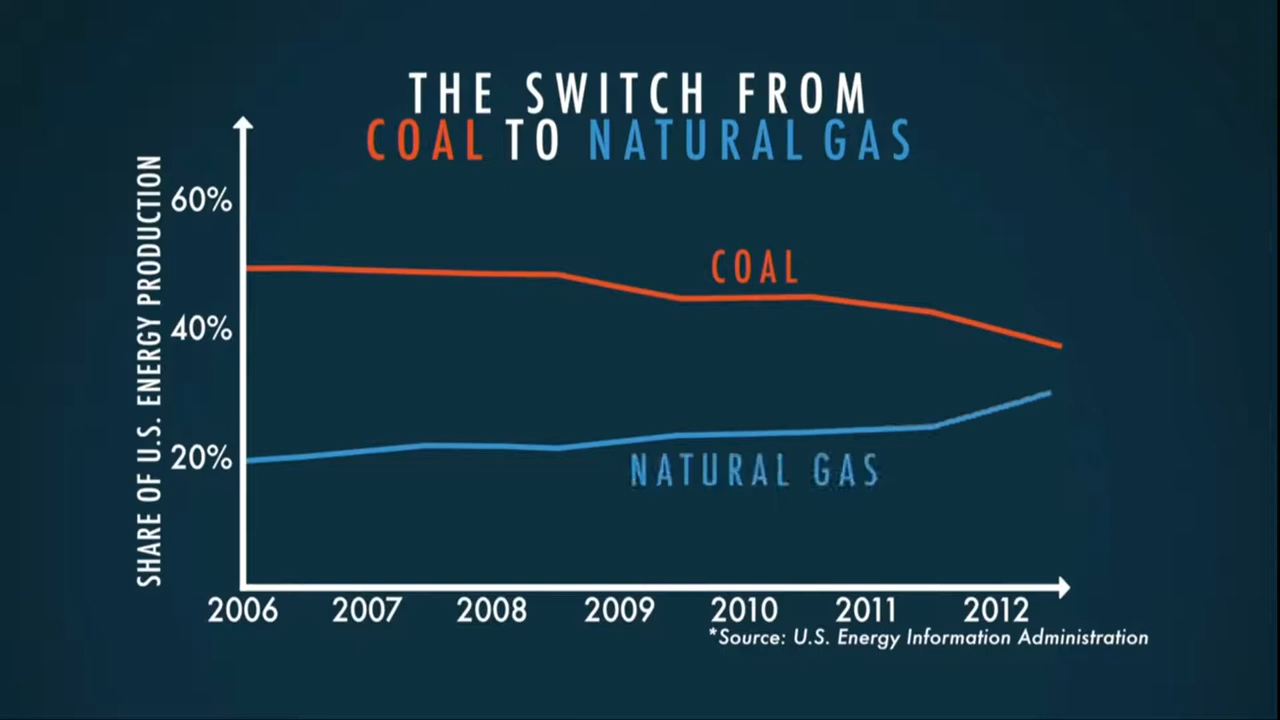 THE SWITCH FROM
COAL TO NATURAL GAS
SHARE OF U.S. ENERGY PRODUCTION
60%
40%
20%
COAL
NATURAL GAS
2006 2007 2008 2009 2010 2011 2012
*Source: U.S. Energy Information Administration